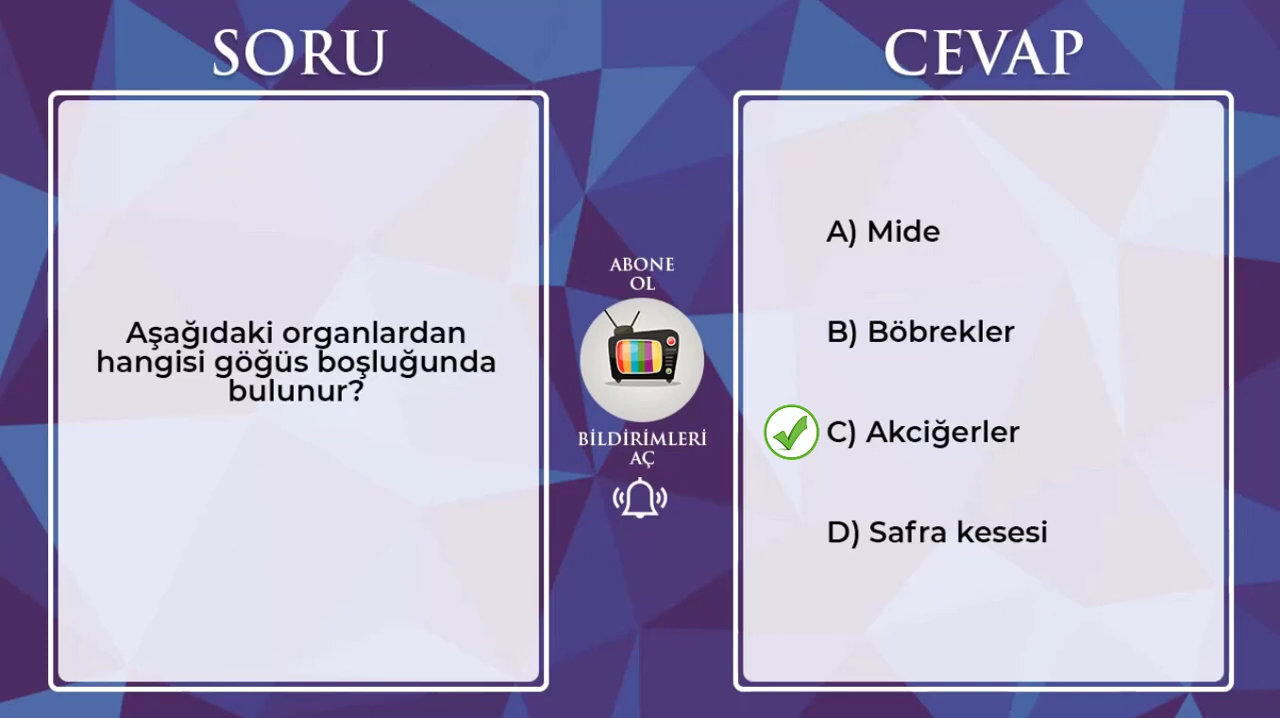 SORU
Aşağıdaki organlardan
hangisi göğüs boşluğunda
bulunur?
ABONE
OL
BİLDİRİMLERİ
AÇ
CEVAP
A) Mide
B) Böbrekler
C) Akciğerler
D) Safra kesesi